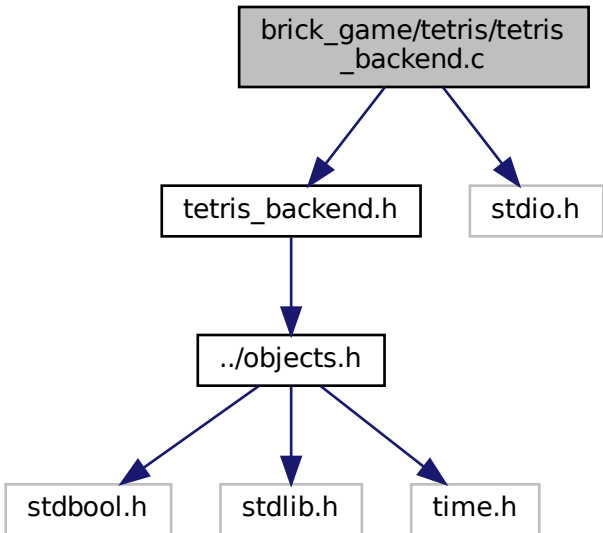 brick_game/tetris/tetris
_backend.c
tetris_backend.h
stdio.h
../objects.h
stdbool.h
stdlib.h
time.h